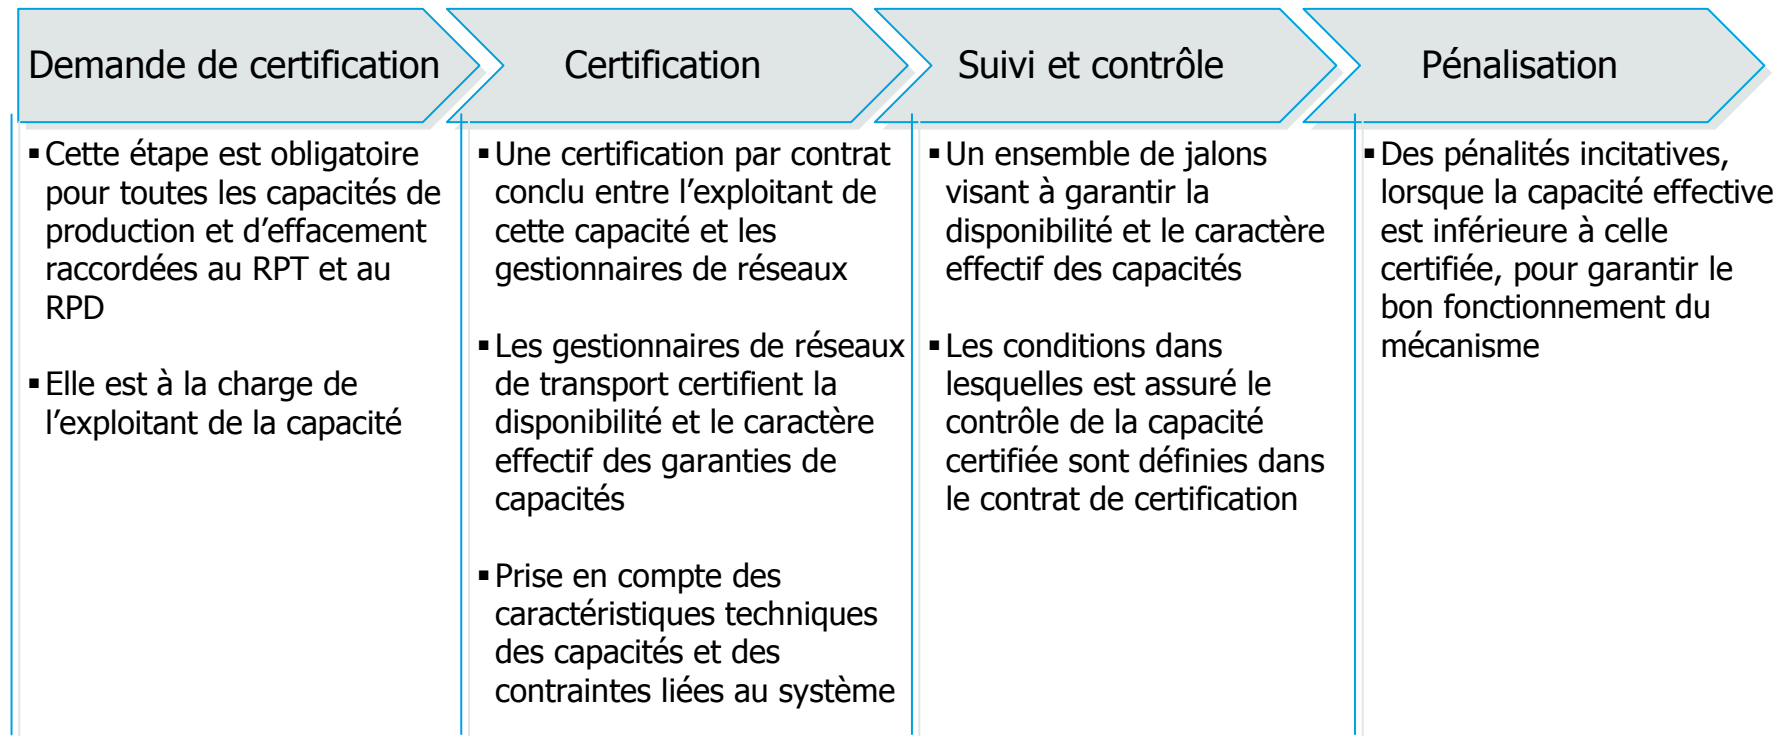 Demande de certification
Certification
Suivi et contrôle
Pénalisation
▪Cette étape est obligatoire
pour toutes les capacités de
production et d’effacement
raccordées au RPT et au
RPD
▪Elle est à la charge de
l’exploitant de la capacité
▪Une certification par contrat
conclu entre l’exploitant de
cette capacité et les
gestionnaires de réseaux
▪Les gestionnaires de réseaux
de transport certifient la
disponibilité et le caractère
effectif des garanties de
capacités
▪Prise en compte des
caractéristiques techniques
des capacités et des
contraintes liées au système
▪Un ensemble de jalons
visant à garantir la
disponibilité et le caractère
effectif des capacités
▪Les conditions dans
lesquelles est assuré le
contrôle de la capacité
certifiée sont définies dans
le contrat de certification
▪Des pénalités incitatives,
lorsque la capacité effective
est inférieure à celle
certifiée, pour garantir le
bon fonctionnement du
mécanisme